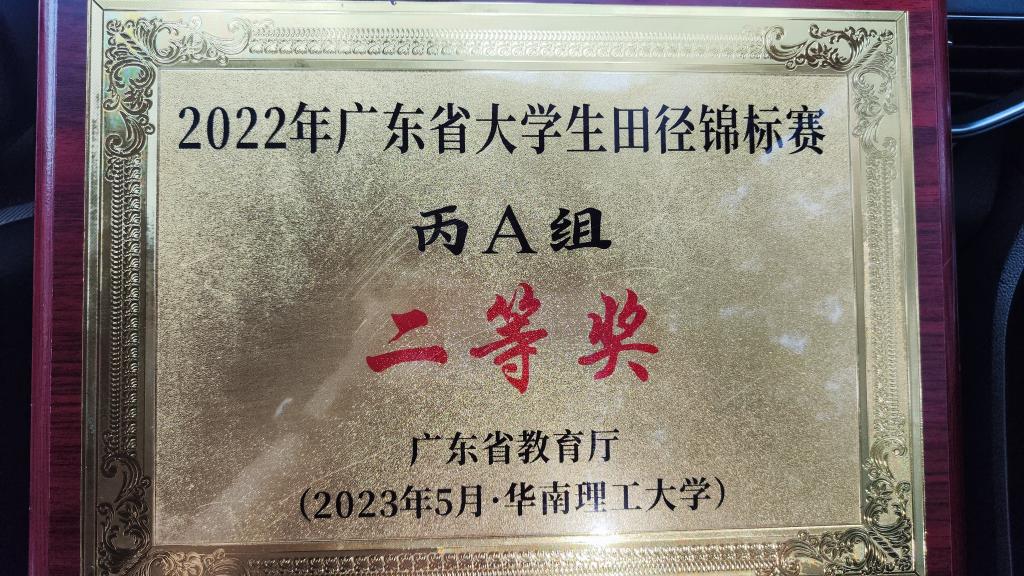 2022年广东省大学生田径锦标赛
丙A组
二等奖
广东省教育厅
（2023年5月·华南理工大学）